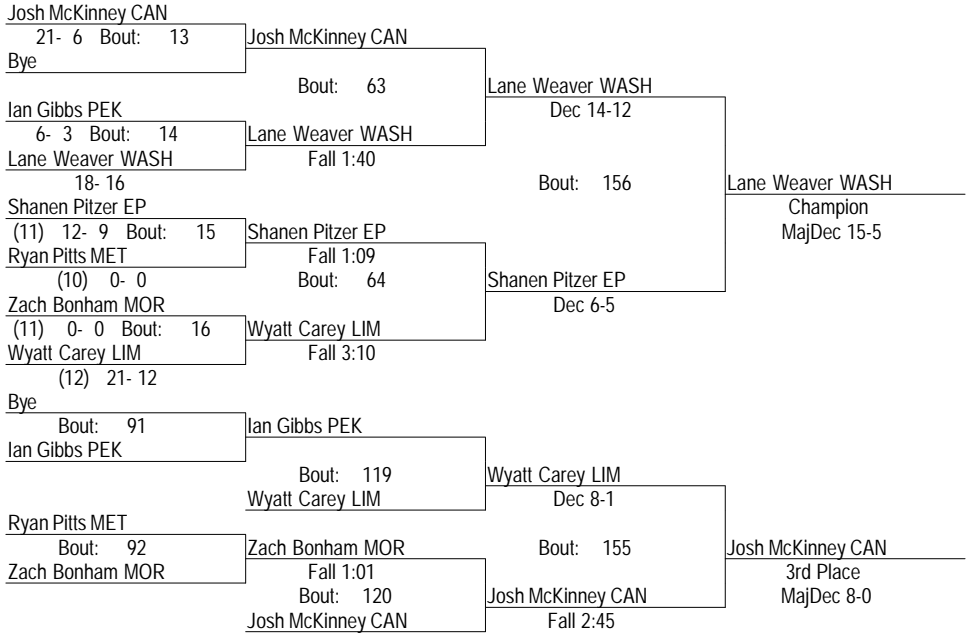 Josh McKinney CAN
21- 6 Bout: 13
Josh McKinney CAN
Bye
Bout: 63
Lane Weaver WASH
Ian Gibbs PEK
Dec 14-12
6- 3 Bout: 14
Lane Weaver WASH
Lane Weaver WASH
Fall 1:40
18- 16
Bout: 156
Lane Weaver WASH
Shanen Pitzer EP
Champion
(11) 12- 9 Bout: 15
Shanen Pitzer EP
MajDec 15-5
Ryan Pitts MET
Fall 1:09
(10) 0- 0
Bout: 64
Shanen Pitzer EP
Zach Bonham MOR
Dec 6-5
(11) 0- 0 Bout: 16
Wyatt Carey LIM
Wyatt Carey LIM
Fall 3:10
(12) 21- 12
Bye
Bout: 91
Ian Gibbs PEK
Ian Gibbs PEK
Bout: 119
Wyatt Carey LIM
Wyatt Carey LIM
Dec 8-1
Ryan Pitts MET
Bout: 92
Zach Bonham MOR
Bout: 155
Josh McKinney CAN
Zach Bonham MOR
Fall 1:01
3rd Place
Bout: 120
Josh McKinney CAN
MajDec 8-0
Josh McKinney CAN
Fall 2:45